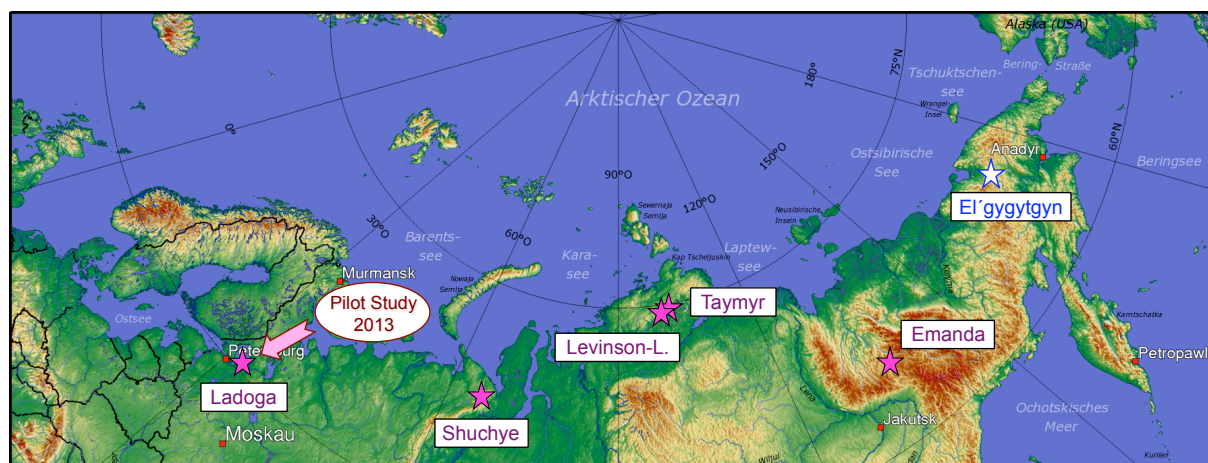 Alaska (USA)
Bering-
Straße
75°N
180°
Tschuktschen-
see
Wrangel-
Insel
Arktischer Ozean
0°
60°N
Anadyr
150°O
Ostsibirische
See
Beringsee
90°O
El´gygytgyn
120°O
Sewernaja
Semlja
Neusibirische
Inseln
30°O
Barents-
see
60°O
Kara-
see
Laptew-
see
Kap Tscheljuskin
Murmansk
Nowaja
Semlja
Kolyma
Pilot Study
2013
Taymyr
Kamtschatka
Ostsee
Levinson-L.
Emanda
Petersburg
Petropawl
Ladoga
Lena
Shuchye
Jakutsk
Ochotskisches
Meer
Moskau
Wiljui
Kurilen